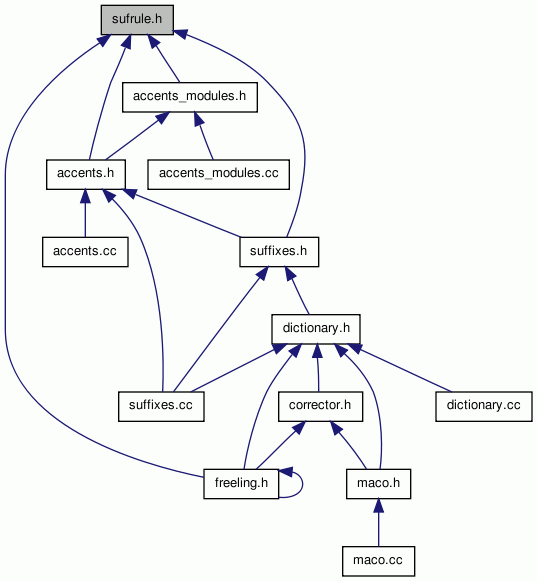 sufrule.h
accents_modules.h
accents.h
accents_modules.cc
accents.cc
suffixes.h
dictionary.h
suffixes.cc
corrector.h
dictionary.cc
freeling.h
maco.h
maco.cc